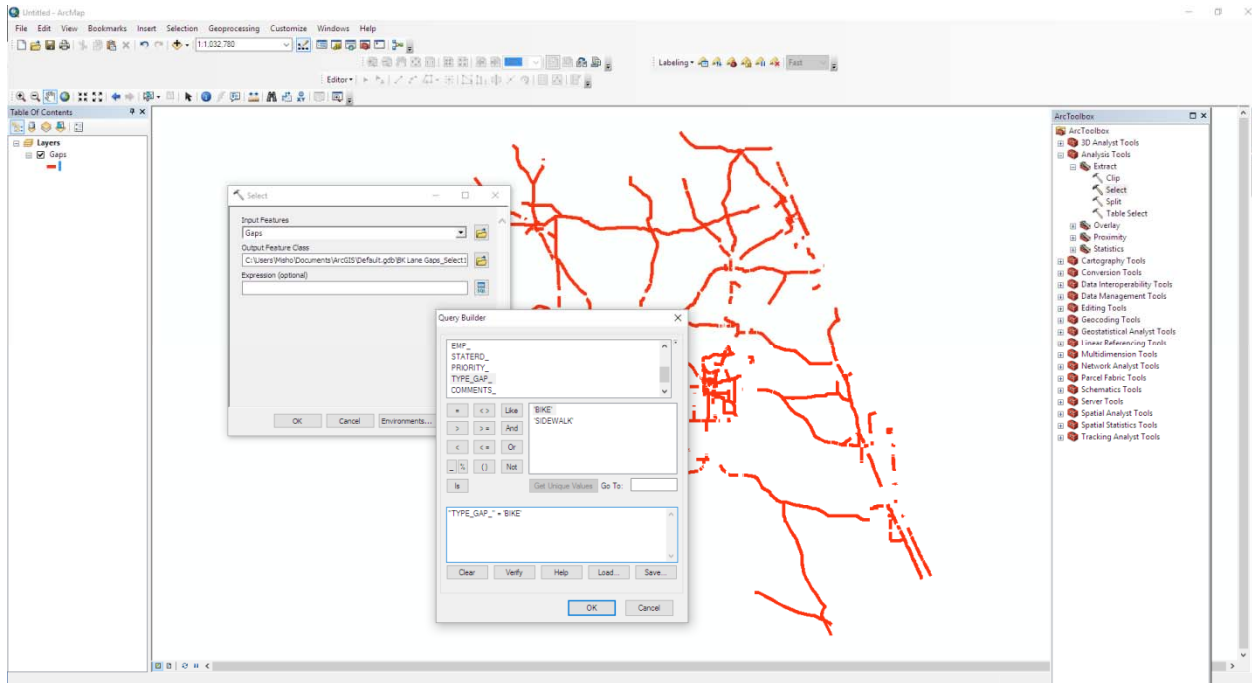 Untitled - ArcMap
File Edit View Bookmarks Insert Selection Geoprocessing Customize Windows Help
1:1,032,780
Labeling Fast
Editor
Table Of Contents
Layers
Gaps
Select
Input Features
Gaps
Output Feature Class
C:\Users\Misho\Documents\ArcGIS\Default.gdb\BK Lane Gaps_Select1
Expression (optional)
OK Cancel Environments...
Query Builder
EMP_
STATERD_
PRIORITY_
TYPE_GAP_
COMMENTS_
= < > Like
> > = And
< < = Or
_ % () Not
Is
'BIKE'
'SIDEWALK'
Get Unique Values Go To:
"TYPE_GAP_" = 'BIKE'
Clear Verify Help Load... Save...
OK Cancel
ArcToolbox
ArcToolbox
3D Analyst Tools
Analysis Tools
Extract
Clip
Select
Split
Table Select
Overlay
Proximity
Statistics
Cartography Tools
Conversion Tools
Data Interoperability Tools
Data Management Tools
Editing Tools
Geocoding Tools
Geostatistical Analyst Tools
Linear Referencing Tools
Multidimension Tools
Network Analyst Tools
Parcel Fabric Tools
Schematics Tools
Server Tools
Spatial Analyst Tools
Spatial Statistics Tools
Tracking Analyst Tools